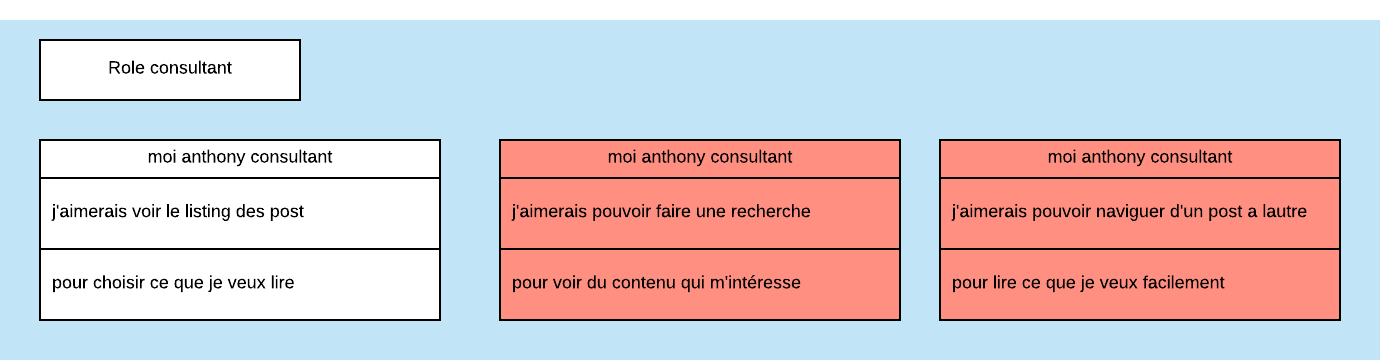 Role consultant
moi anthony consultant
j'aimerais voir le listing des post
pour choisir ce que je veux lire
moi anthony consultant
j'aimerais pouvoir faire une recherche
pour voir du contenu qui m'intéresse
moi anthony consultant
j'aimerais pouvoir naviguer d'un post a lautre
pour lire ce que je veux facilement